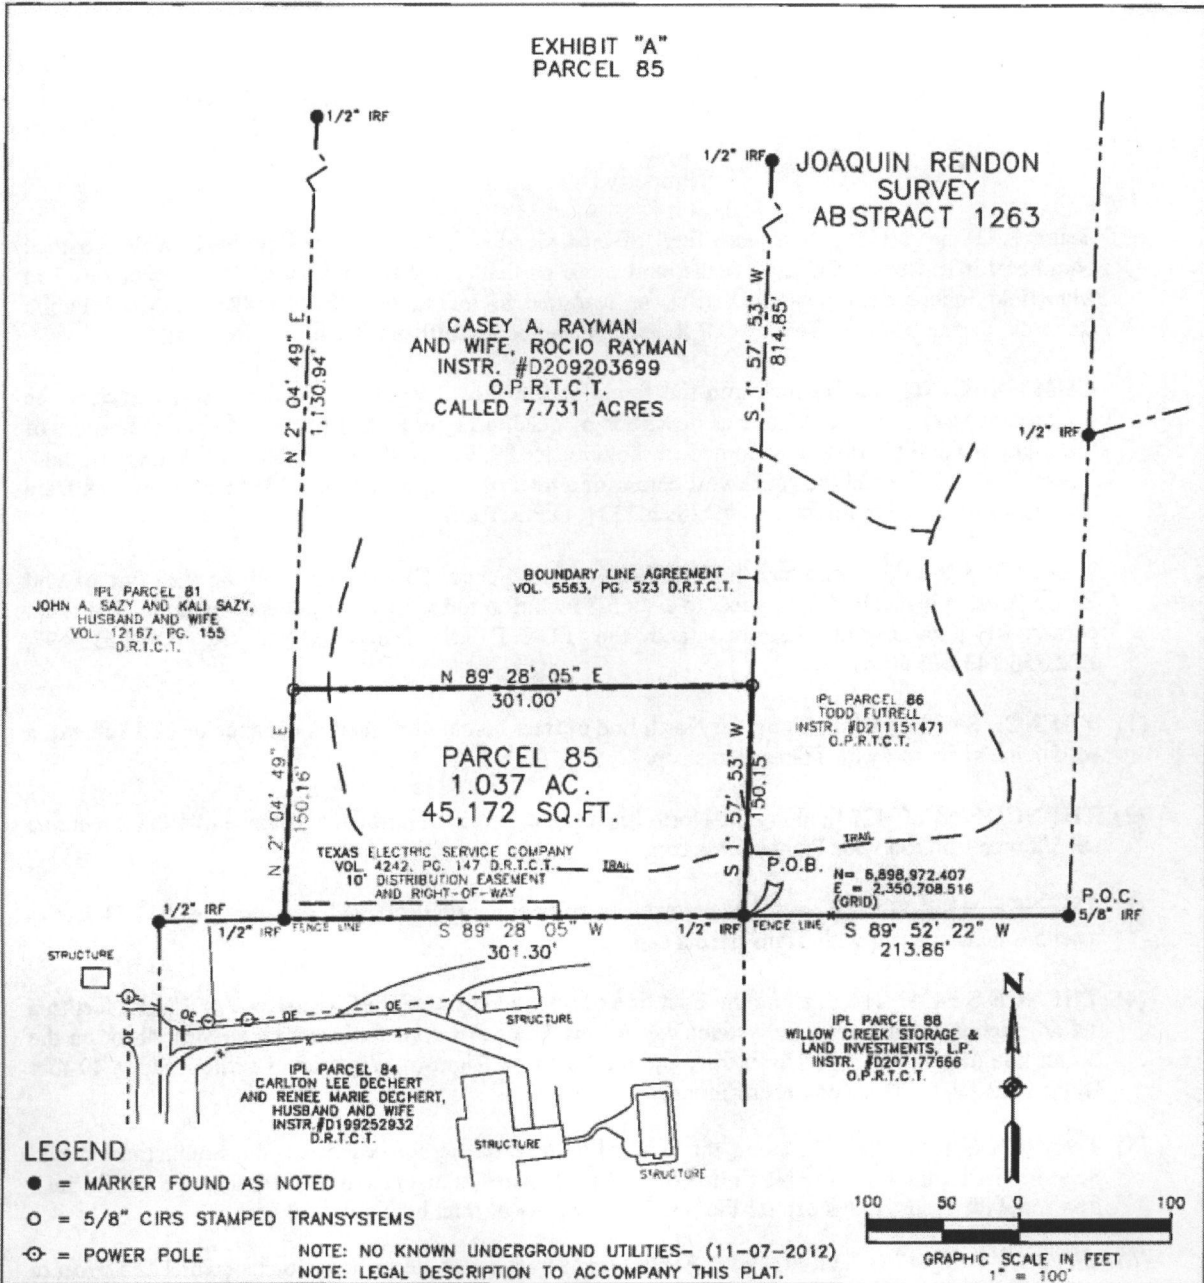 EXHIBIT "A"
PARCEL 85
1/2" IRF
1/2" IRF
JOAQUIN RENDON
SURVEY
ABSTRACT 1263
N 2° 04' 49" E
1,130.94'
CASEY A. RAYMAN
AND WIFE, ROCIO RAYMAN
INSTR. #D209203699
O.P.R.T.C.T.
CALLED 7.731 ACRES
S 1° 57' 53" W
814.85'
1/2" IRF
IPL PARCEL 81
JOHN A. SAZY AND KALI SAZY,
HUSBAND AND WIFE
VOL. 12167, PG. 155
D.R.T.C.T.
BOUNDARY LINE AGREEMENT
VOL. 5563, PG. 523 D.R.T.C.T.
N 89° 28' 05" E
301.00'
IPL PARCEL 86
TODD FUTRELL
INSTR. #D211151471
O.P.R.T.C.T.
N 2° 04' 49" E
150.16'
PARCEL 85
1.037 AC.
45,172 SQ.FT.
S 1° 57' 53" W
150.15'
TEXAS ELECTRIC SERVICE COMPANY
VOL. 4242, PG. 147 D.R.T.C.T.
10' DISTRIBUTION EASEMENT
AND RIGHT-OF-WAY
TRAIL
TRAIL
P.O.B.
N= 6,898,972.407
E = 2,350,708.516
(GRID)
P.O.C.
5/8" IRF
1/2" IRF
1/2" IRF
FENCE LINE
S 89° 28' 05" W
301.30'
1/2" IRF
FENCE LINE
S 89° 52' 22" W
213.86'
STRUCTURE
OE
OE
OE
OE
STRUCTURE
N
IPL PARCEL 88
WILLOW CREEK STORAGE &
LAND INVESTMENTS, L.P.
INSTR. #D207177666
O.P.R.T.C.T.
IPL PARCEL 84
CARLTON LEE DECHERT
AND RENEE MARIE DECHERT,
HUSBAND AND WIFE
INSTR.#D199252932
D.R.T.C.T.
STRUCTURE
STRUCTURE
LEGEND
= MARKER FOUND AS NOTED
= 5/8" CIRS STAMPED TRANSYSTEMS
= POWER POLE
NOTE: NO KNOWN UNDERGROUND UTILITIES- (11-07-2012)
NOTE: LEGAL DESCRIPTION TO ACCOMPANY THIS PLAT.
100 50 0 100
GRAPHIC SCALE IN FEET
1" = 100'